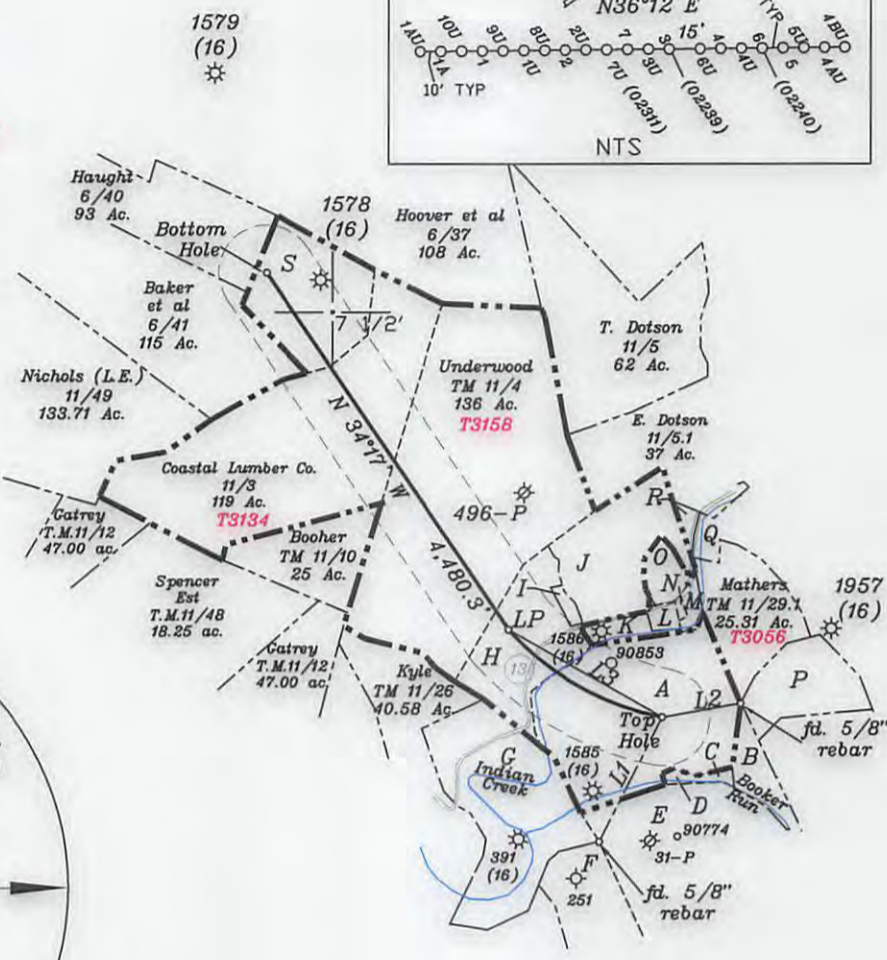 1579
(16)
N36°12' E
1AU
10U
9U
8U
2U
7
15'
TYP
5U
4BU
1A
1
1U
2
7U (02311)
3U
3
6U
(02239)
4
4U
6
(02240)
5
4AU
10' TYP
NTS
Haught
6/40
93 Ac.
Bottom
Hole
S
1578
(16)
Hoover et al
6/37
108 Ac.
Baker
et al
6/41
115 Ac.
7 1/2'
T. Dotson
11/5
62 Ac.
Nichols (L.E.)
11/49
133.71 Ac.
Underwood
TM 11/4
136 Ac.
T3158
N 34°17' W
4,480.3'
E. Dotson
11/5.1
37 Ac.
Coastal Lumber Co.
11/3
119 Ac.
T3134
496-P
R
Q
Gatrey
T.M.11/12
47.00 ac.
Booher
TM 11/10
25 Ac.
J
O
N
I
M
Mathers
TM 11/29.1
25.31 Ac.
T3056
1957
(16)
Spencer
Est
T.M.11/48
18.25 ac.
LP
K
L
1586
(16)
90853
H
L3
Gatrey
T.M.11/12
47.00 ac.
Kyle
TM 11/26
40.58 Ac.
A
L2
P
Top
Hole
fd. 5/8"
rebar
G
Indian
Creek
1585
(16)
L1
C
B
D
Booker
Run
E
90774
31-P
391
(16)
F
251
fd. 5/8"
rebar